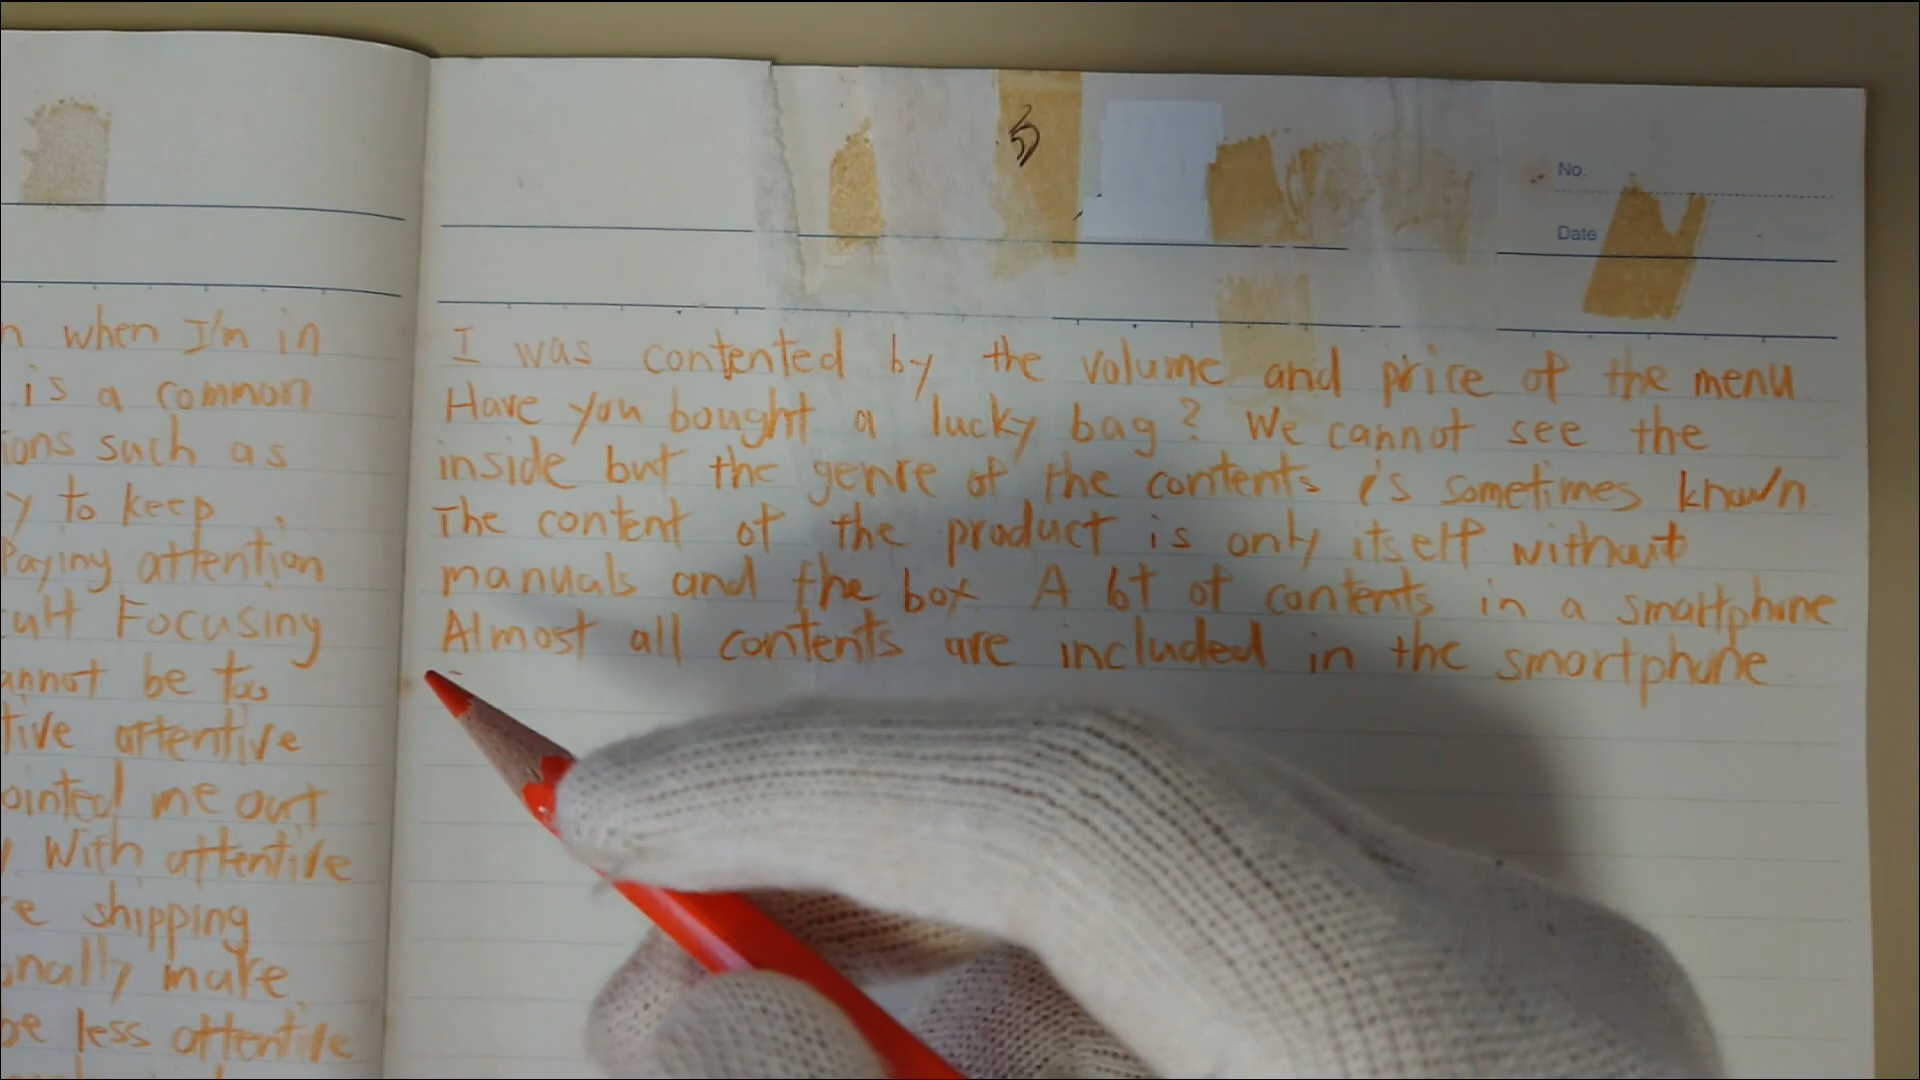 n when I'm in
is a common
ions such as
y to keep
Paying attention
cult Focusing
annot be too
tive attentive
ointed me out
y With attentive
e shipping
onally make
be less attentive
5
No.
Date
I was contented by the volume and price of the menu
Have you bought a lucky bag? We cannot see the
inside but the genre of the contents is sometimes known
The content of the product is only itself without
manuals and the box A lot of contents in a smartphone
Almost all contents are included in the smartphone